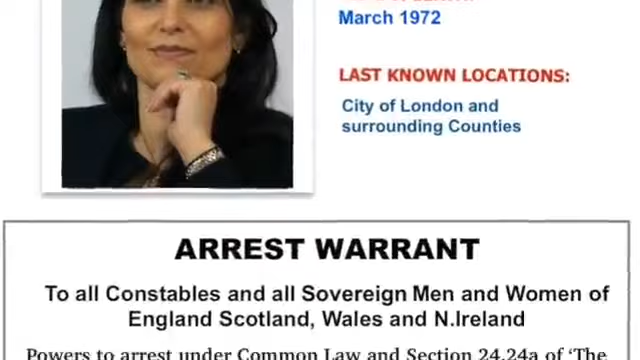 March 1972
LAST KNOWN LOCATIONS:
City of London and
surrounding Counties
ARREST WARRANT
To all Constables and all Sovereign Men and Women of
England Scotland, Wales and N.Ireland
Powers to arrest under Common Law and Section 24,24a of ‘The